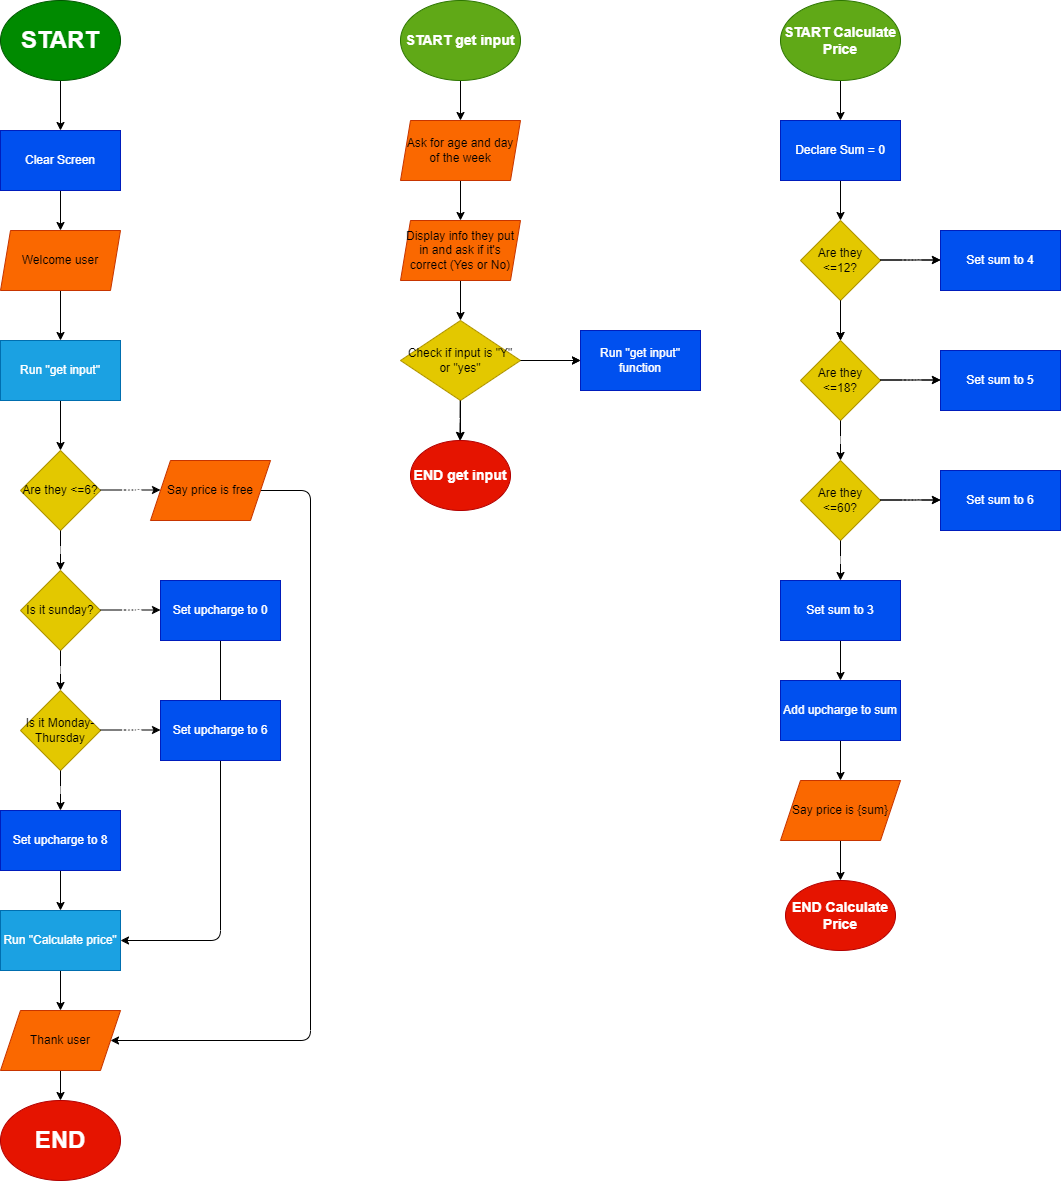 START
Clear Screen
Welcome user
Run "get input"
Are they <=6?
Say price is free
Is it sunday?
Set upcharge to 0
Is it Monday-
Thursday
Set upcharge to 6
Set upcharge to 8
Run "Calculate price"
Thank user
END
START get input
Ask for age and day
of the week
Display info they put
in and ask if it's
correct (Yes or No)
Check if input is "Y"
or "yes"
Run "get input"
function
END get input
START Calculate
Price
Declare Sum = 0
Are they
<=12?
Set sum to 4
Are they
<=18?
Set sum to 5
Are they
<=60?
Set sum to 6
Set sum to 3
Add upcharge to sum
Say price is {sum}
END Calculate
Price